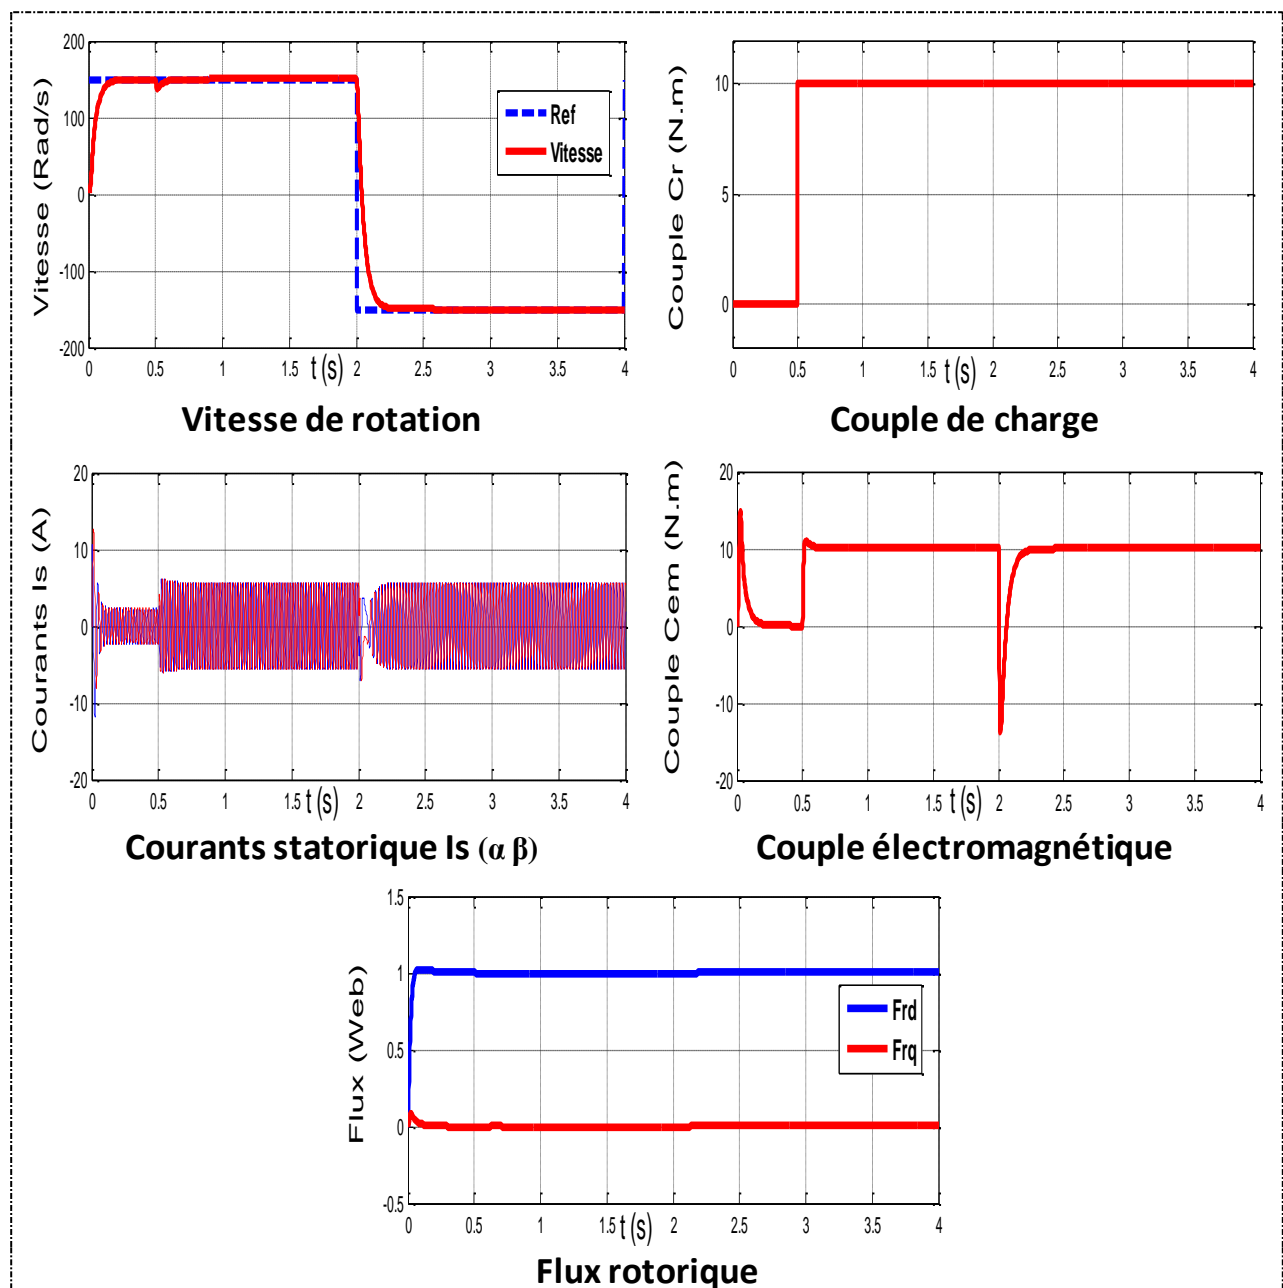 200
100
0
-100
-200
Vitesse (Rad/s)
Ref
Vitesse
0 0.5 1 1.5 t (s) 2 2.5 3 3.5 4
Vitesse de rotation
10
5
0
Couple Cr (N.m)
0 0.5 1 1.5 t (s) 2 2.5 3 3.5 4
Couple de charge
20
10
0
-10
-20
Courants Is (A)
0 0.5 1 1.5 t (s) 2 2.5 3 3.5 4
Courants statorique Is (α β)
20
10
0
-10
-20
Couple Cem (N.m)
0 0.5 1 1.5 t (s) 2 2.5 3 3.5 4
Couple électromagnétique
1.5
1
0.5
0
-0.5
Flux (Web)
Frd
Frq
0 0.5 1 1.5 t (s) 2 2.5 3 3.5 4
Flux rotorique